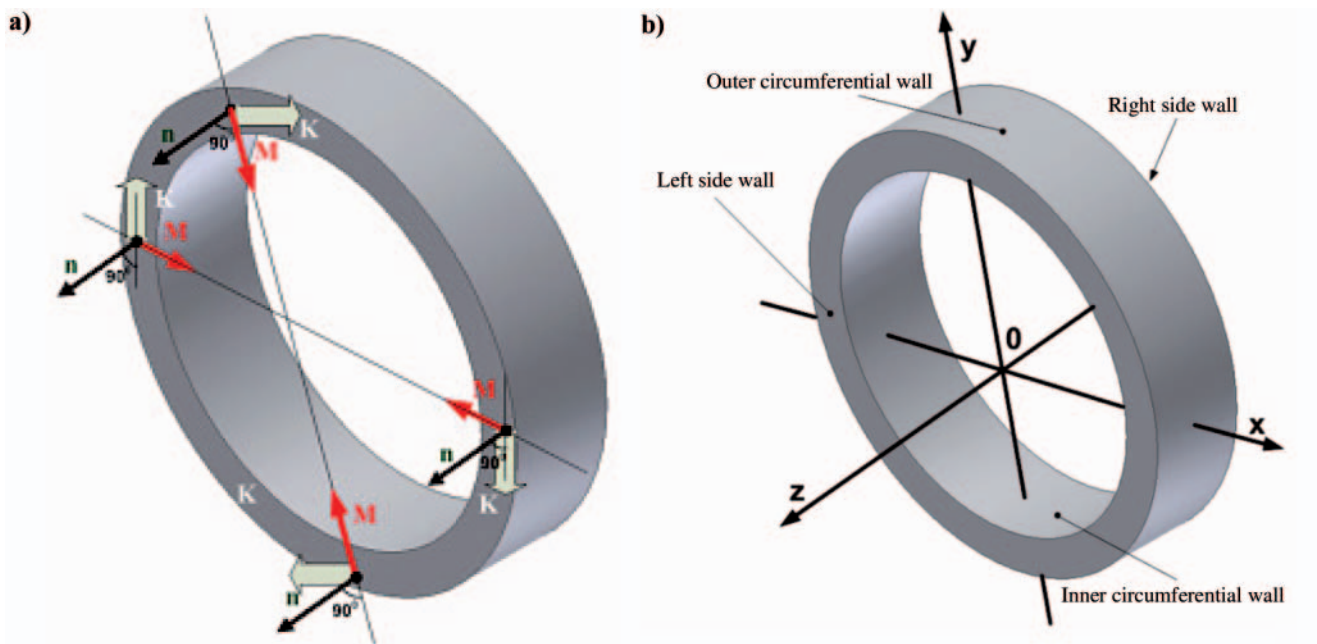 a)
K
n
90°
M
K
M
n
90°
M
n
90°
K
K
M
n
90°
b)
y
Outer circumferential wall
Right side wall
Left side wall
0
x
z
Inner circumferential wall